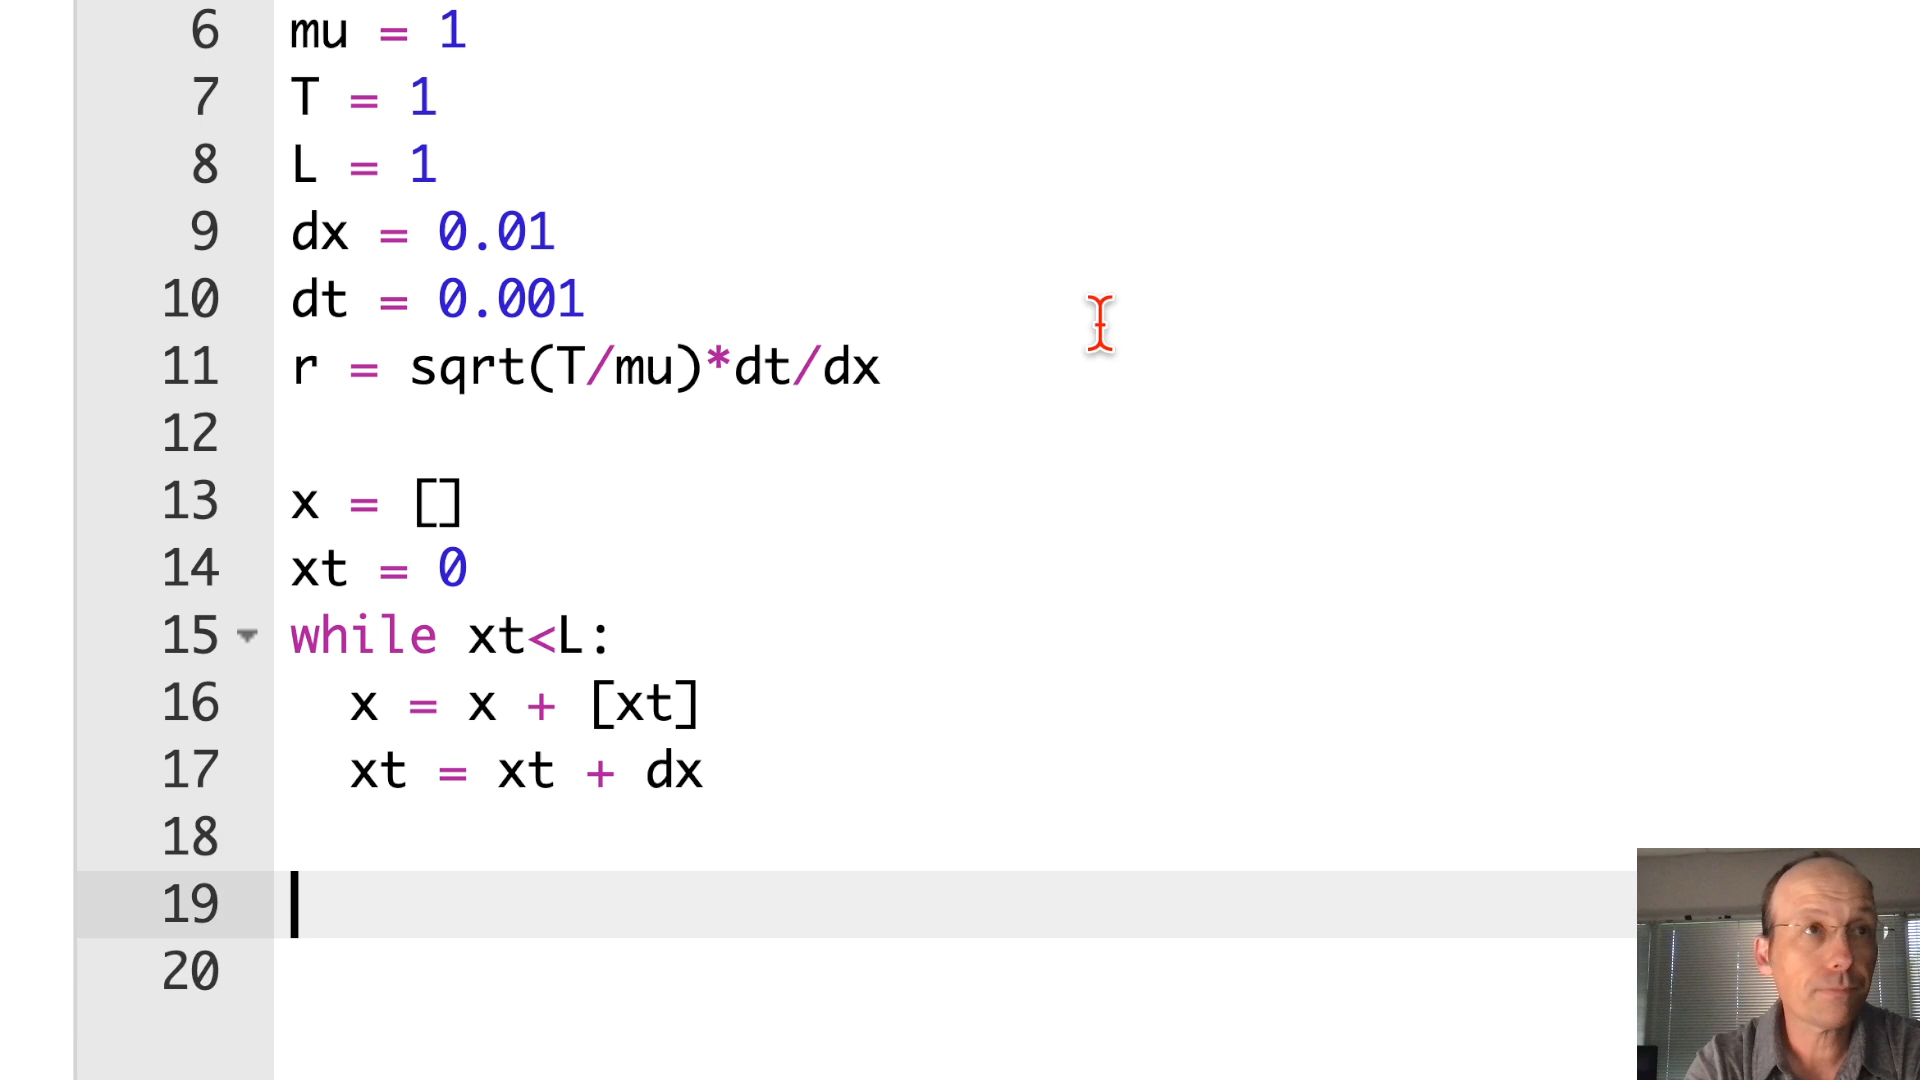 6 mu = 1
7 T = 1
8 L = 1
9 dx = 0.01
10 dt = 0.001
11 r = sqrt(T/mu)*dt/dx
12
13 x = []
14 xt = 0
15 while xt<L:
16   x = x + [xt]
17   xt = xt + dx
18
19
20